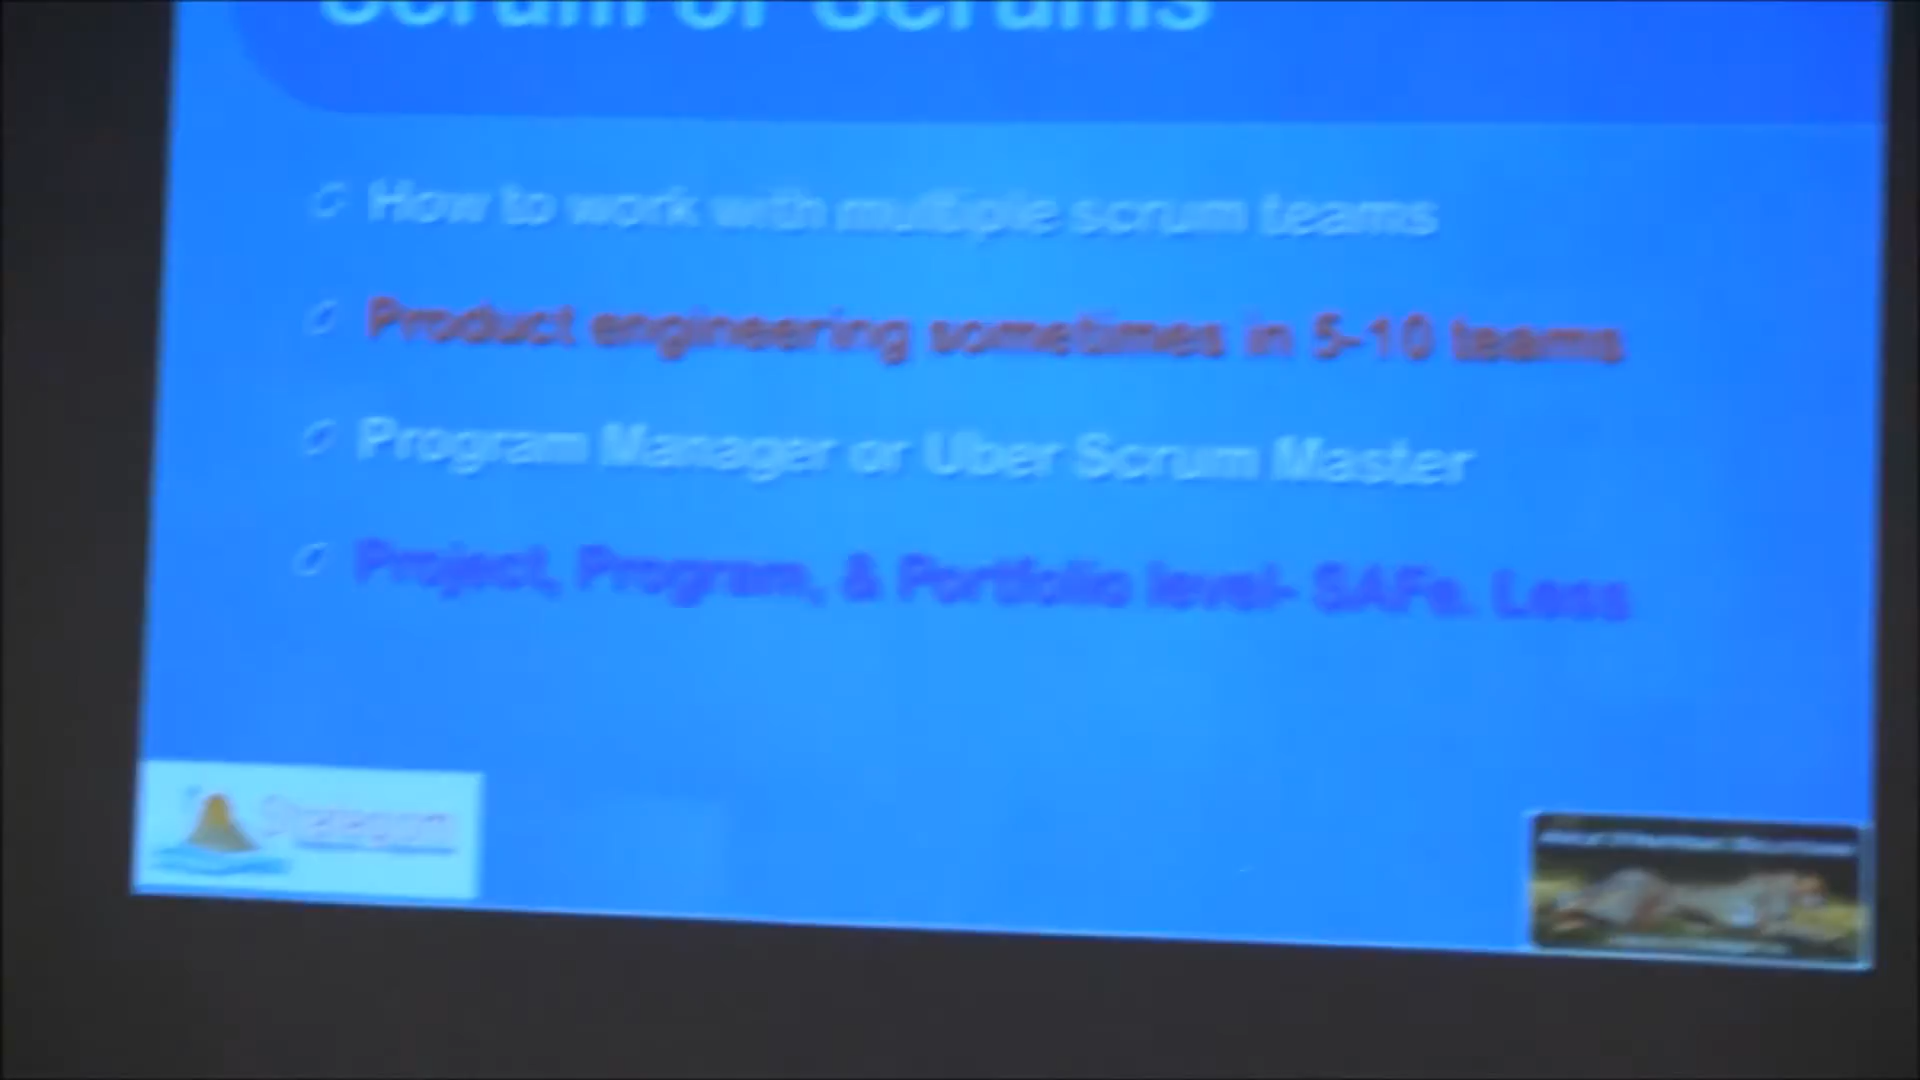 Scrum of Scrums
How to work with multiple scrum teams
Product engineering sometimes in 5-10 teams
Program Manager or Uber Scrum Master
Project, Program, & Portfolio level- SAFe. Less